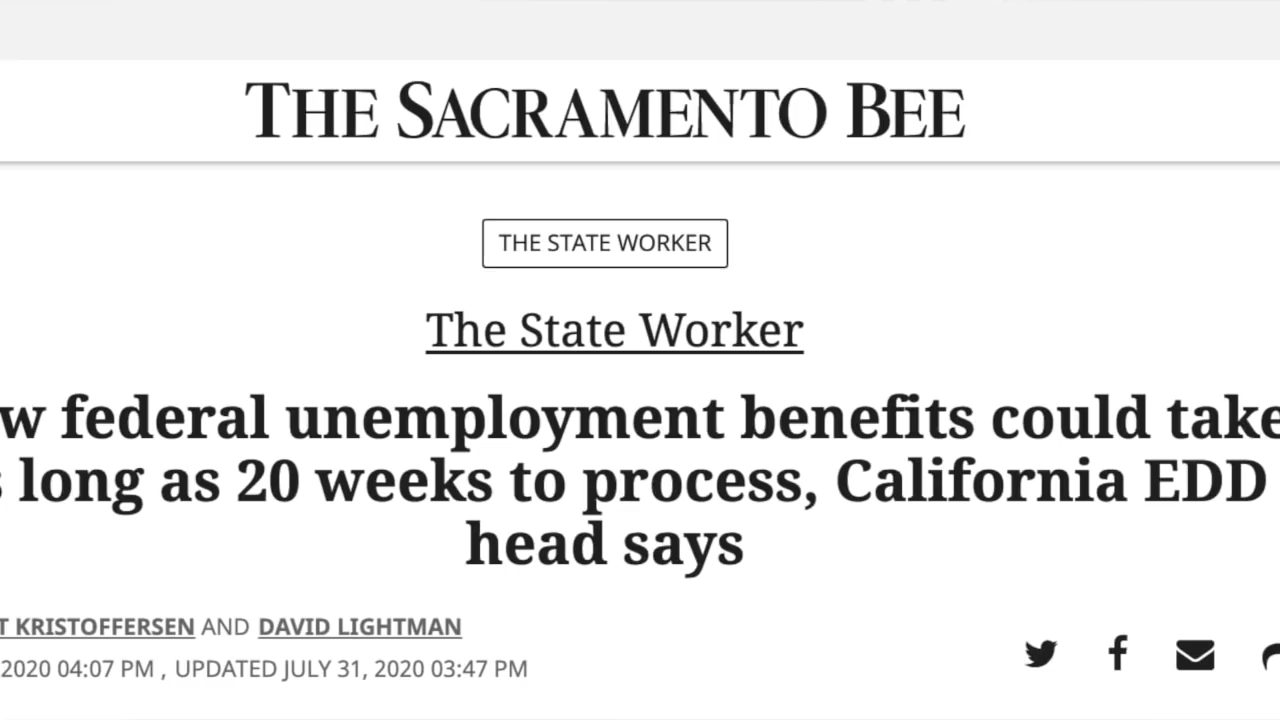 THE SACRAMENTO BEE
THE STATE WORKER
The State Worker
w federal unemployment benefits could take
s long as 20 weeks to process, California EDD
head says
T KRISTOFFERSEN AND DAVID LIGHTMAN
2020 04:07 PM , UPDATED JULY 31, 2020 03:47 PM